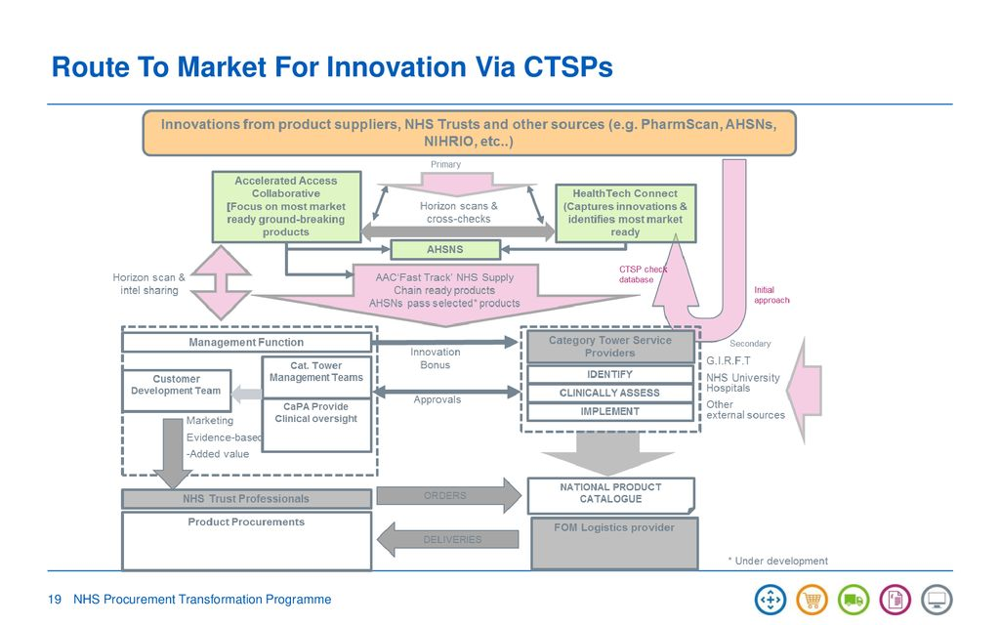 Route To Market For Innovation Via CTSPs
Innovations from product suppliers, NHS Trusts and other sources (e.g. PharmScan, AHSNs,
NIHRIO, etc..)
Primary
Accelerated Access
Collaborative
[Focus on most market
ready ground-breaking
products
Horizon scans &
cross-checks
HealthTech Connect
(Captures innovations &
identifies most market
ready
AHSNS
Horizon scan &
intel sharing
AAC'Fast Track' NHS Supply
Chain ready products
AHSNs pass selected* products
CTSP check
database
Initial
approach
Management Function
Innovation
Bonus
Category Tower Service
Providers
Secondary
Customer
Development Team
Cat. Tower
Management Teams
CaPA Provide
Clinical oversight
Approvals
IDENTIFY
CLINICALLY ASSESS
IMPLEMENT
G.I.R.F.T
NHS University
Hospitals
Other
external sources
Marketing
Evidence-based
-Added value
NHS Trust Professionals
ORDERS
NATIONAL PRODUCT
CATALOGUE
Product Procurements
DELIVERIES
FOM Logistics provider
* Under development
19 NHS Procurement Transformation Programme